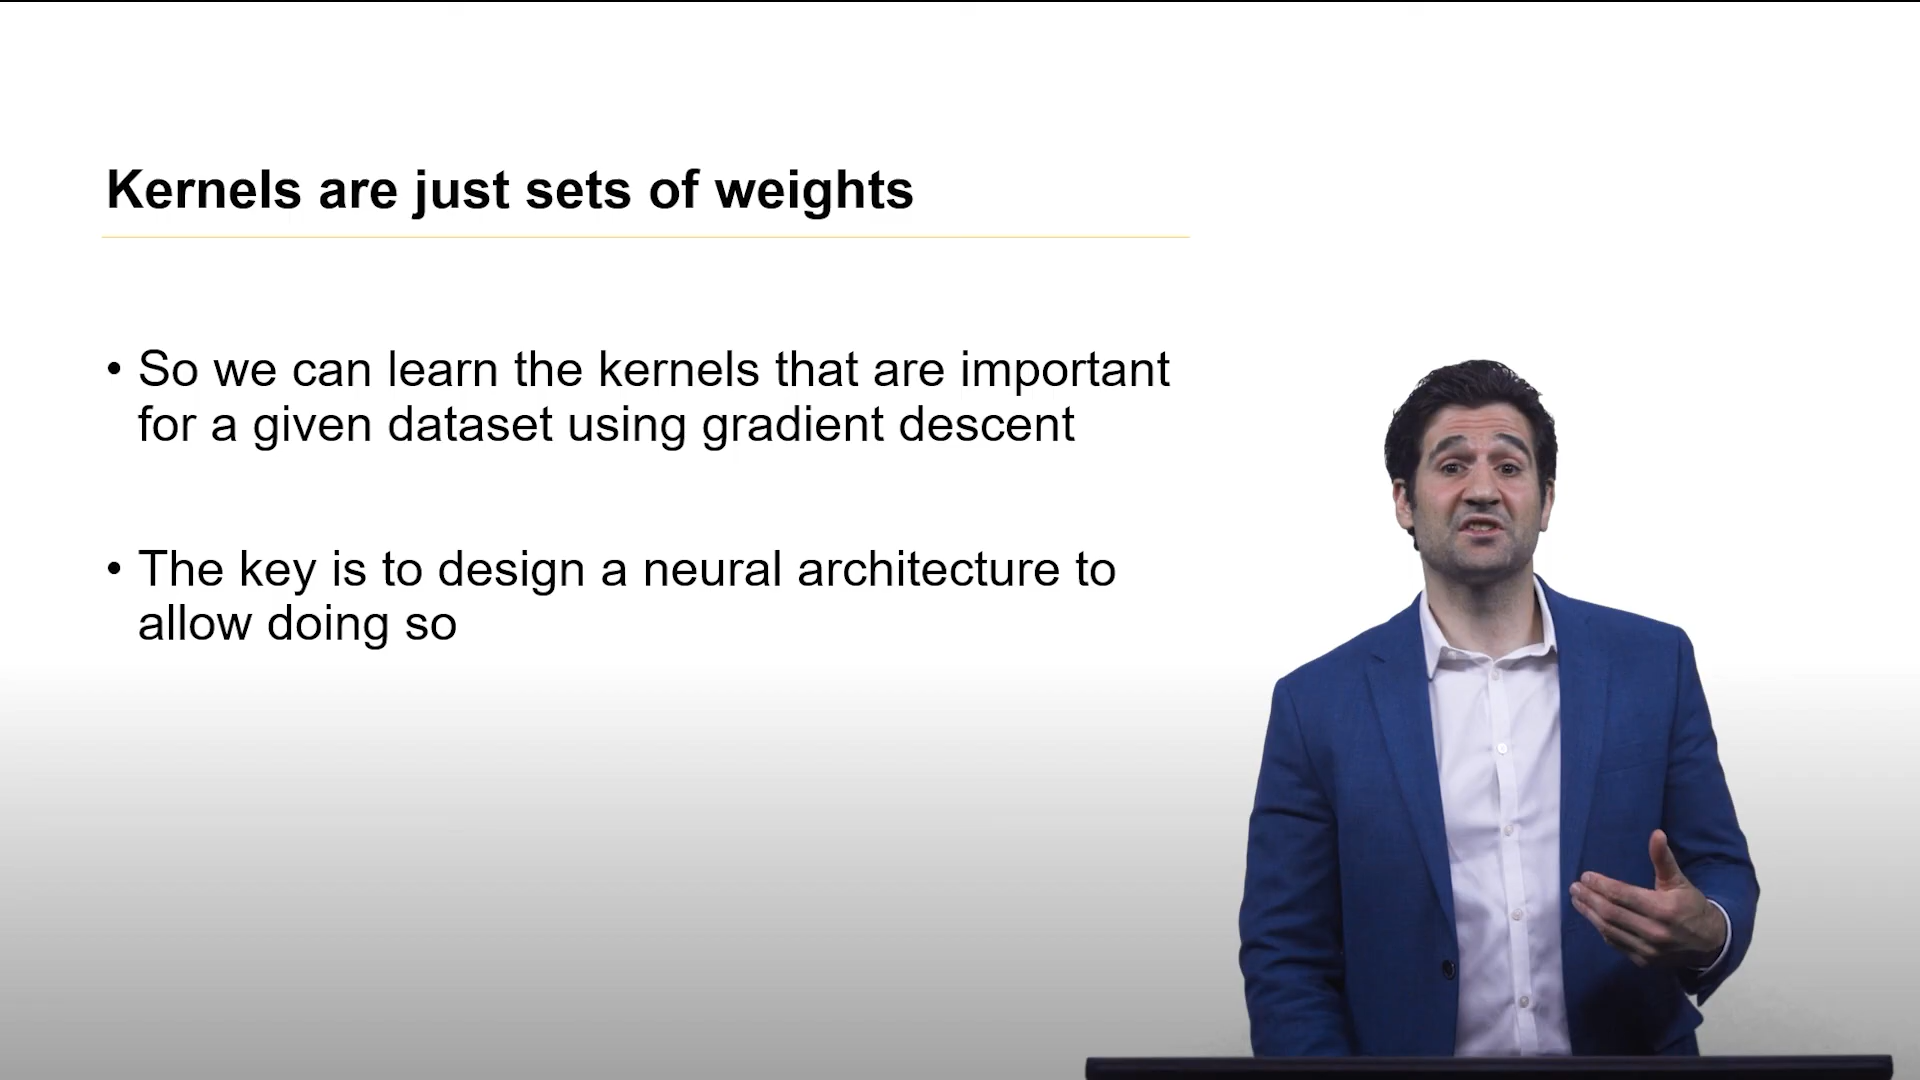 Kernels are just sets of weights
• So we can learn the kernels that are important
for a given dataset using gradient descent
• The key is to design a neural architecture to
allow doing so